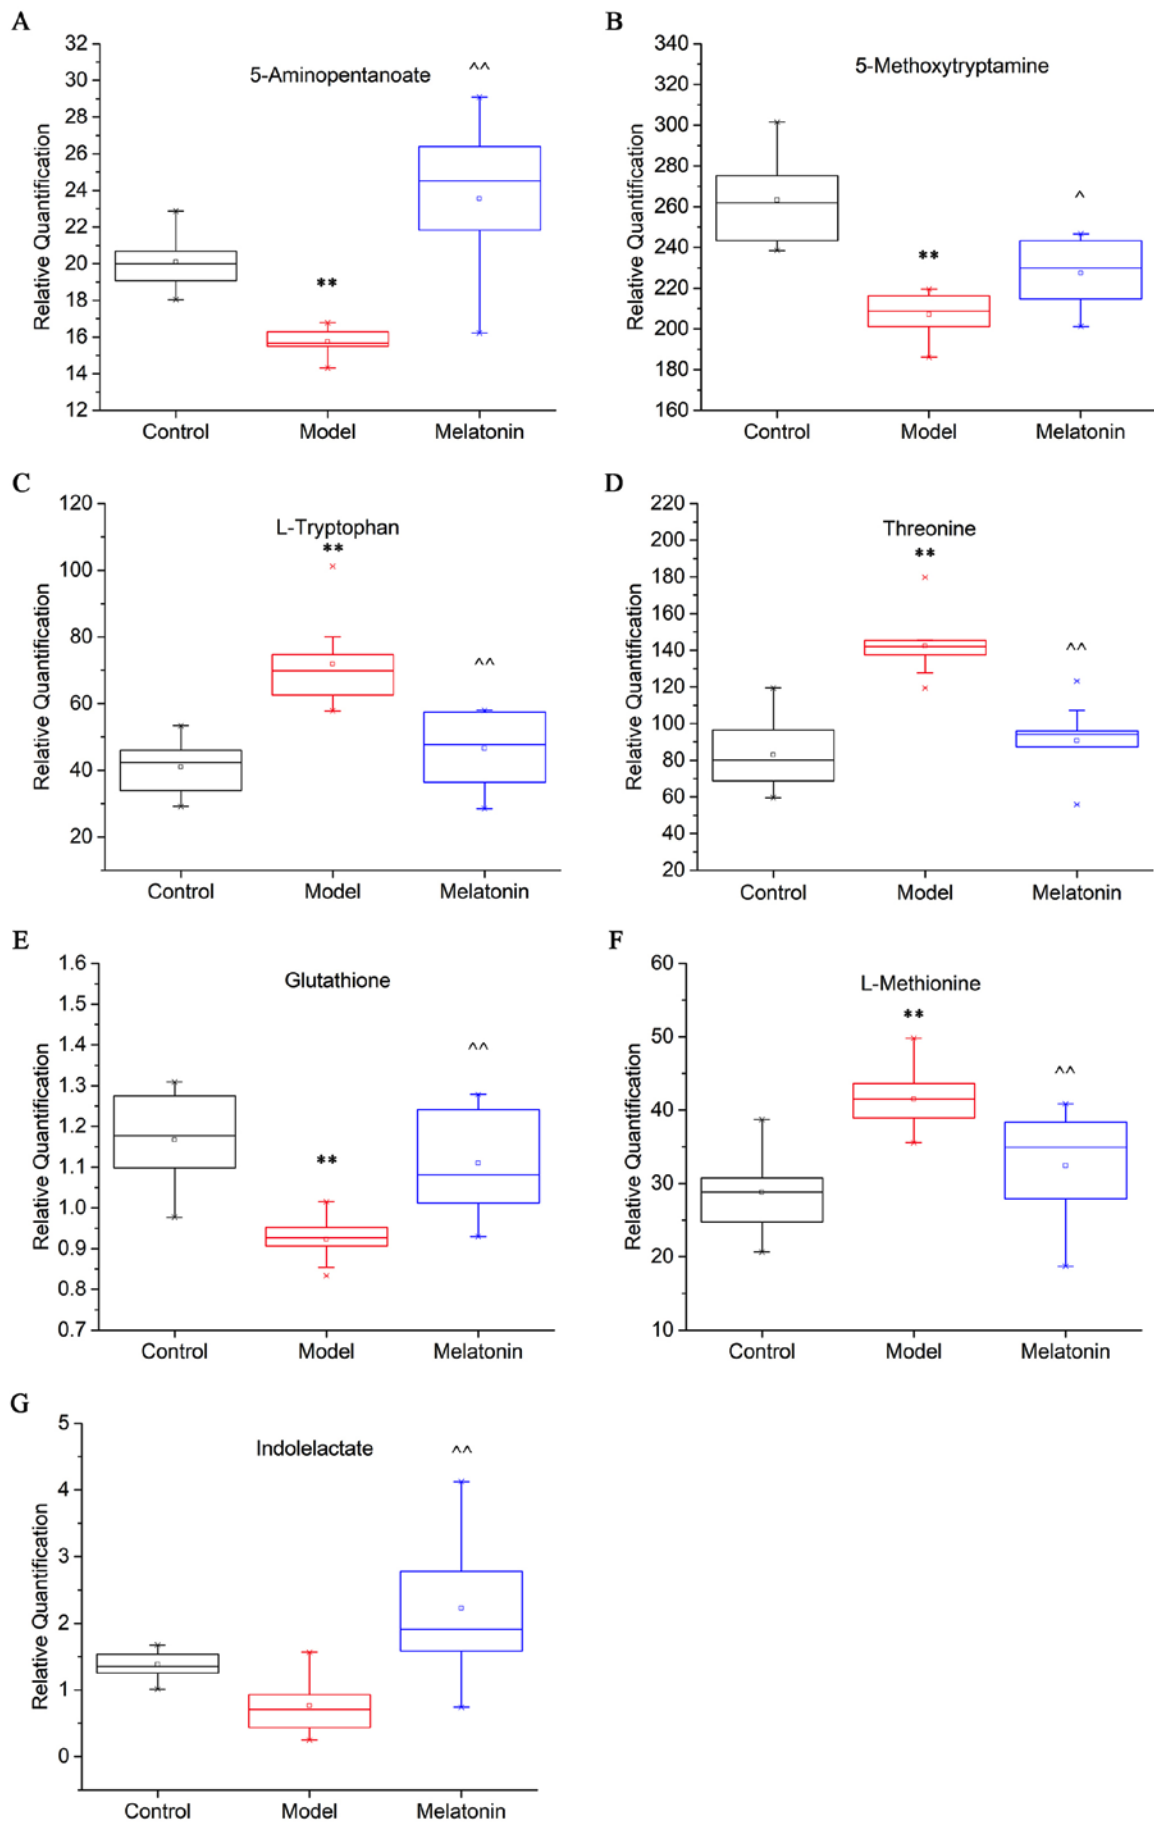 A
5-Aminopentanoate
^^
**
Relative Quantification
32
30
28
26
24
22
20
18
16
14
12
Control Model Melatonin
B
5-Methoxytryptamine
^
**
Relative Quantification
340
320
300
280
260
240
220
200
180
160
Control Model Melatonin
C
L-Tryptophan
**
^^
Relative Quantification
120
100
80
60
40
20
Control Model Melatonin
D
Threonine
**
^^
Relative Quantification
220
200
180
160
140
120
100
80
60
40
20
Control Model Melatonin
E
Glutathione
^^
**
Relative Quantification
1.6
1.5
1.4
1.3
1.2
1.1
1.0
0.9
0.8
0.7
Control Model Melatonin
F
L-Methionine
**
^^
Relative Quantification
60
50
40
30
20
10
Control Model Melatonin
G
Indolelactate
^^
Relative Quantification
5
4
3
2
1
0
Control Model Melatonin